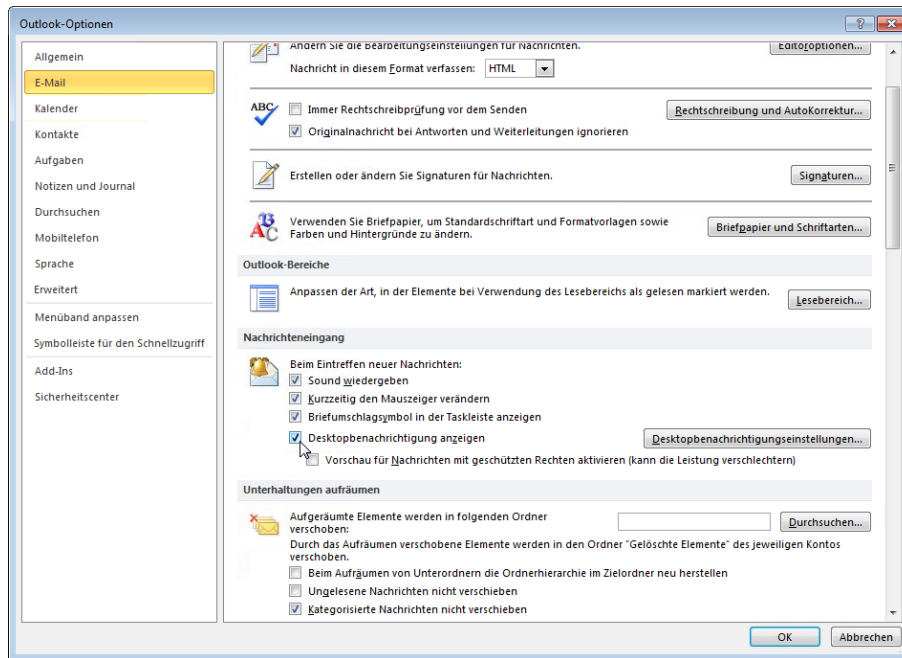 Outlook-Optionen
Allgemein
E-Mail
Kalender
Kontakte
Aufgaben
Notizen und Journal
Durchsuchen
Mobiltelefon
Sprache
Erweitert
Menüband anpassen
Symbolleiste für den Schnellzugriff
Add-Ins
Sicherheitscenter
Ändern Sie die Bearbeitungseinstellungen für Nachrichten.
Editoroptionen...
Nachricht in diesem Format verfassen: HTML
ABC
Immer Rechtschreibprüfung vor dem Senden
Rechtschreibung und AutoKorrektur...
Originalnachricht bei Antworten und Weiterleitungen ignorieren
Erstellen oder ändern Sie Signaturen für Nachrichten.
Signaturen...
Verwenden Sie Briefpapier, um Standardschriftart und Formatvorlagen sowie
Farben und Hintergründe zu ändern.
Briefpapier und Schriftarten...
Outlook-Bereiche
Anpassen der Art, in der Elemente bei Verwendung des Lesebereichs als gelesen markiert werden.
Lesebereich...
Nachrichteneingang
Beim Eintreffen neuer Nachrichten:
Sound wiedergeben
Kurzzeitig den Mauszeiger verändern
Briefumschlagsymbol in der Taskleiste anzeigen
Desktopbenachrichtigung anzeigen
Desktopbenachrichtigungseinstellungen...
Vorschau für Nachrichten mit geschützten Rechten aktivieren (kann die Leistung verschlechtern)
Unterhaltungen aufräumen
Aufgeräumte Elemente werden in folgenden Ordner
verschoben:
Durchsuchen...
Durch das Aufräumen verschobene Elemente werden in den Ordner "Gelöschte Elemente" des jeweiligen Kontos
verschoben.
Beim Aufräumen von Unterordnern die Ordnerhierarchie im Zielordner neu herstellen
Ungelesene Nachrichten nicht verschieben
Kategorisierte Nachrichten nicht verschieben
OK
Abbrechen